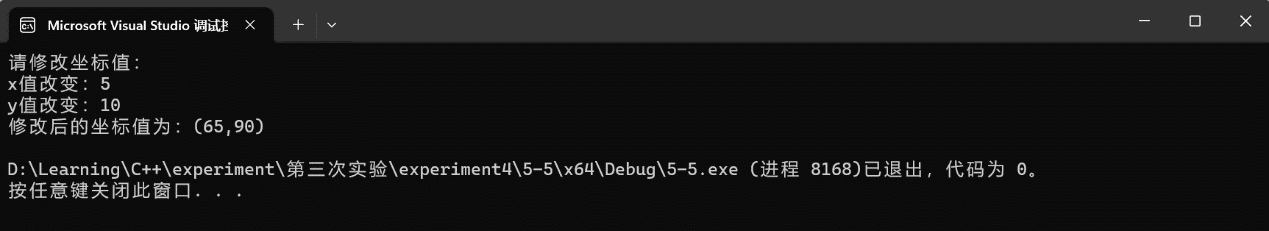 Microsoft Visual Studio 调试控
请修改坐标值:
x值改变: 5
y值改变: 10
修改后的坐标值为: (65,90)
D:\Learning\C++\experiment\第三次实验\experiment4\5-5\x64\Debug\5-5.exe (进程 8168)已退出，代码为 0。
按任意键关闭此窗口. . .